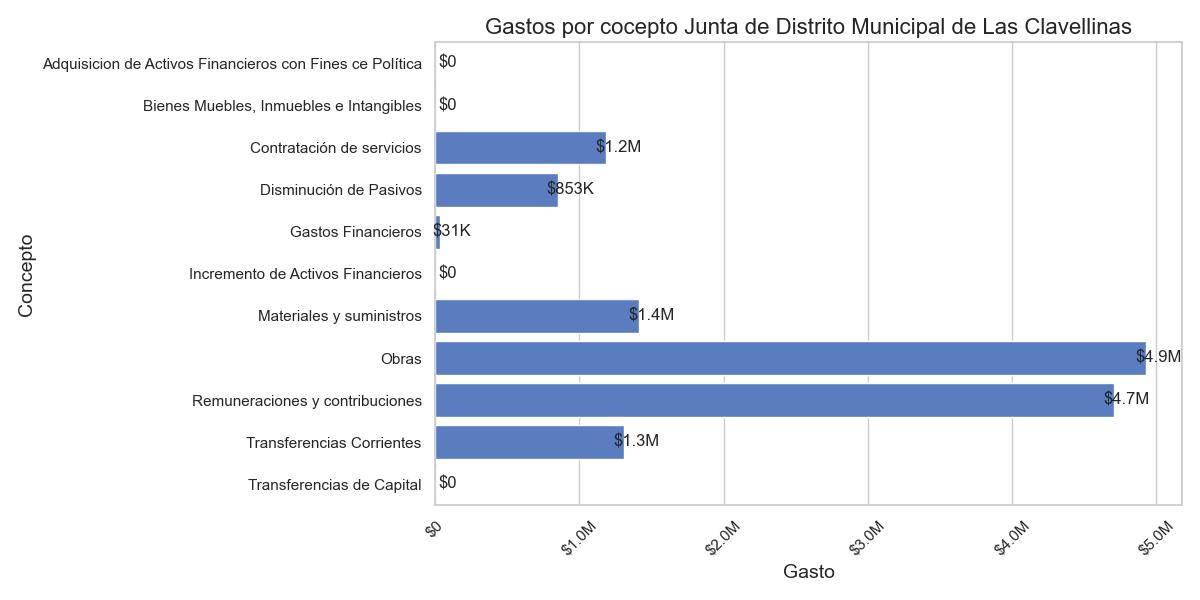 Gastos por cocepto Junta de Distrito Municipal de Las Clavellinas
Concepto
Adquisicion de Activos Financieros con Fines ce Política $0
Bienes Muebles, Inmuebles e Intangibles $0
Contratación de servicios $1.2M
Disminución de Pasivos $853K
Gastos Financieros $31K
Incremento de Activos Financieros $0
Materiales y suministros $1.4M
Obras $4.9M
Remuneraciones y contribuciones $4.7M
Transferencias Corrientes $1.3M
Transferencias de Capital $0
$0 $1.0M $2.0M $3.0M $4.0M $5.0M
Gasto